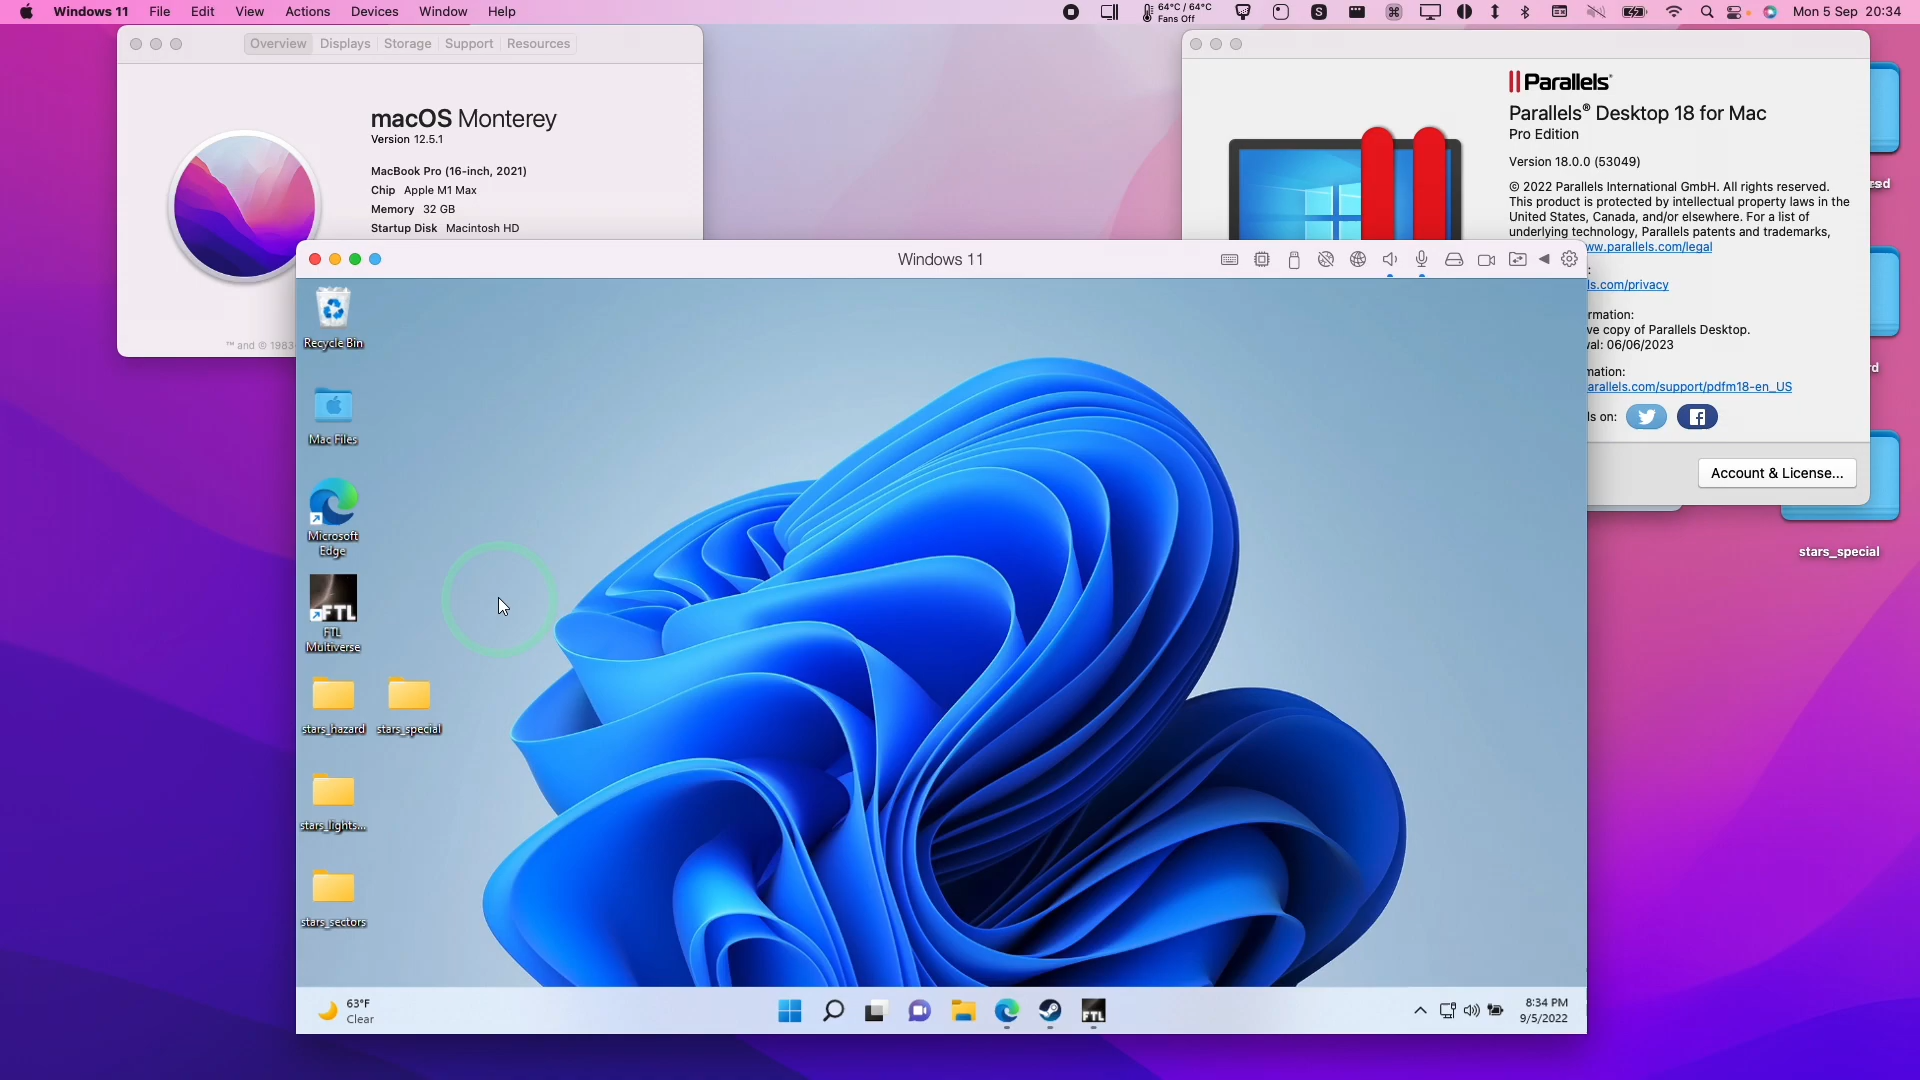 Windows 11 File Edit View Actions Devices Window Help
64°C / 64°C
Fans Off
Mon 5 Sep 20:34
Overview Displays Storage Support Resources
macOS Monterey
Version 12.5.1
MacBook Pro (16-inch, 2021)
Chip Apple M1 Max
Memory 32 GB
Startup Disk Macintosh HD
™ and © 1983
Parallels®
Parallels® Desktop 18 for Mac
Pro Edition
Version 18.0.0 (53049)
© 2022 Parallels International GmbH. All rights reserved.
This product is protected by intellectual property laws in the
United States, Canada, and/or elsewhere. For a list of
underlying technology, Parallels patents and trademarks,
ww.parallels.com/legal
:
ls.com/privacy
rmation:
ve copy of Parallels Desktop.
val: 06/06/2023
mation:
arallels.com/support/pdfm18-en_US
ls on:
Account & License...
stars_special
Windows 11
Recycle Bin
Mac Files
Microsoft
Edge
FTL
FTL
Multiverse
stars_hazard stars_special
stars_lights...
stars_sectors
63°F
Clear
FTL
8:34 PM
9/5/2022